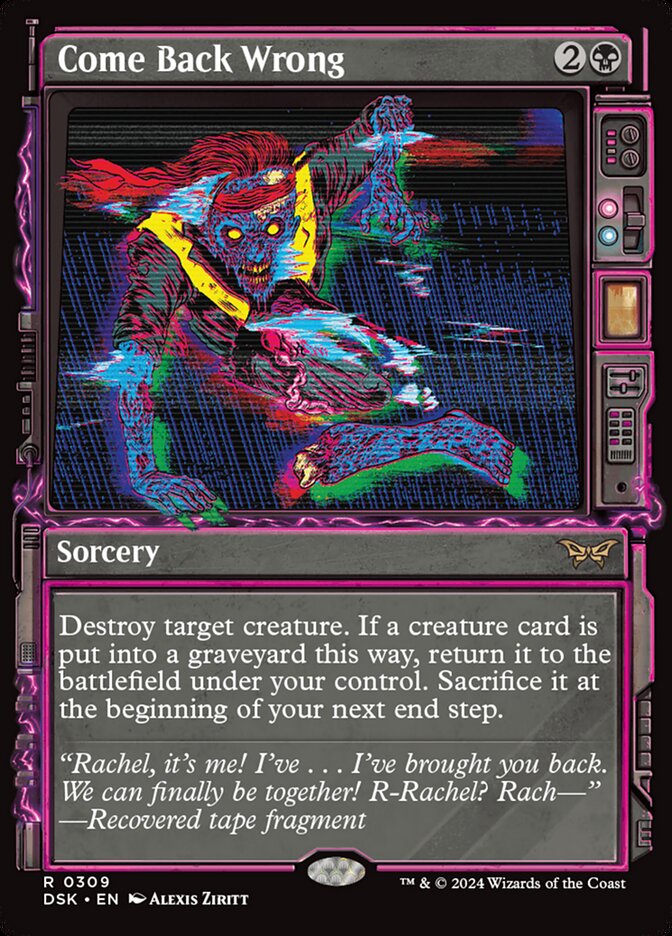 Come Back Wrong 2
Sorcery
Destroy target creature. If a creature card is
put into a graveyard this way, return it to the
battlefield under your control. Sacrifice it at
the beginning of your next end step.
“Rachel, it’s me! I’ve . . . I’ve brought you back.
We can finally be together! R-Rachel? Rach—”
—Recovered tape fragment
R 0309
DSK • EN Alexis Ziritt
™ & © 2024 Wizards of the Coast